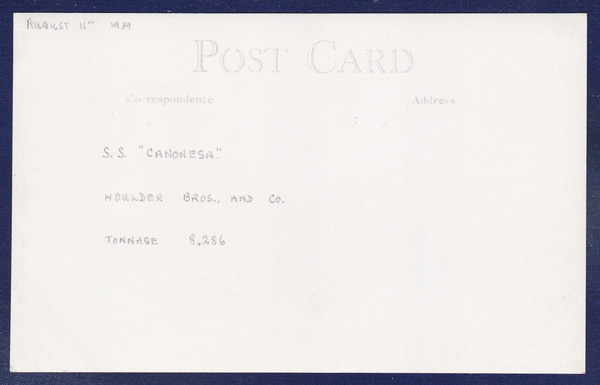 AUGUST 11TH 1939
POST CARD
Correspondence Address
S.S. "CANONESA".
HOULDER BROS., AND CO.
TONNAGE 8,286